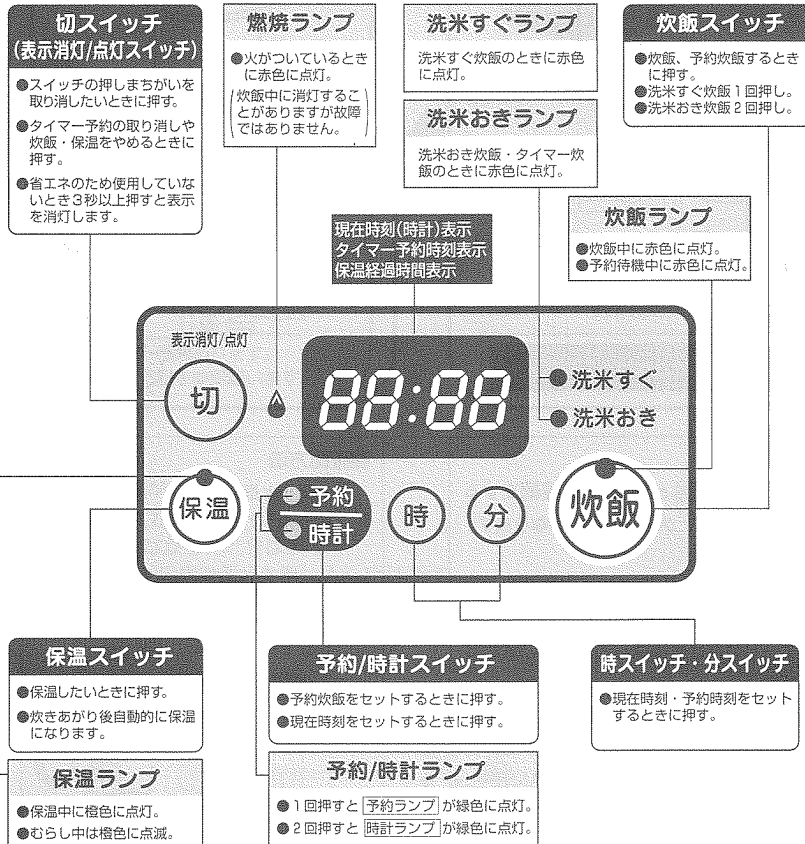 切スイッチ
(表示消灯/点灯スイッチ)
●スイッチの押しまちがいを
取り消したいときに押す。
●タイマー予約の取り消しや
炊飯・保温をやめるときに
押す。
●省エネのため使用していな
いとき3秒以上押すと表示
を消灯します。
燃焼ランプ
●火がついているとき
に赤色に点灯。
(炊飯中に消灯するこ
とがありますが故障
ではありません。)
洗米すぐランプ
洗米すぐ炊飯のときに赤色
に点灯。
洗米おきランプ
洗米おき炊飯・タイマー炊
飯のときに赤色に点灯。
炊飯スイッチ
●炊飯、予約炊飯するとき
に押す。
●洗米すぐ炊飯1回押し。
●洗米おき炊飯2回押し。
炊飯ランプ
●炊飯中に赤色に点灯。
●予約待機中に赤色に点灯。
現在時刻(時計)表示
タイマー予約時刻表示
保温経過時間表示
表示消灯/点灯
切
88:88
洗米すぐ
洗米おき
保温
予約
時計
時
分
炊飯
保温スイッチ
●保温したいときに押す。
●炊きあがり後自動的に保温
になります。
保温ランプ
●保温中に橙色に点灯。
●むらし中は橙色に点滅。
予約/時計スイッチ
●予約炊飯をセットするときに押す。
●現在時刻をセットするときに押す。
予約/時計ランプ
●1回押すと 予約ランプ が緑色に点灯。
●2回押すと 時計ランプ が緑色に点灯。
時スイッチ・分スイッチ
●現在時刻・予約時刻をセット
するときに押す。